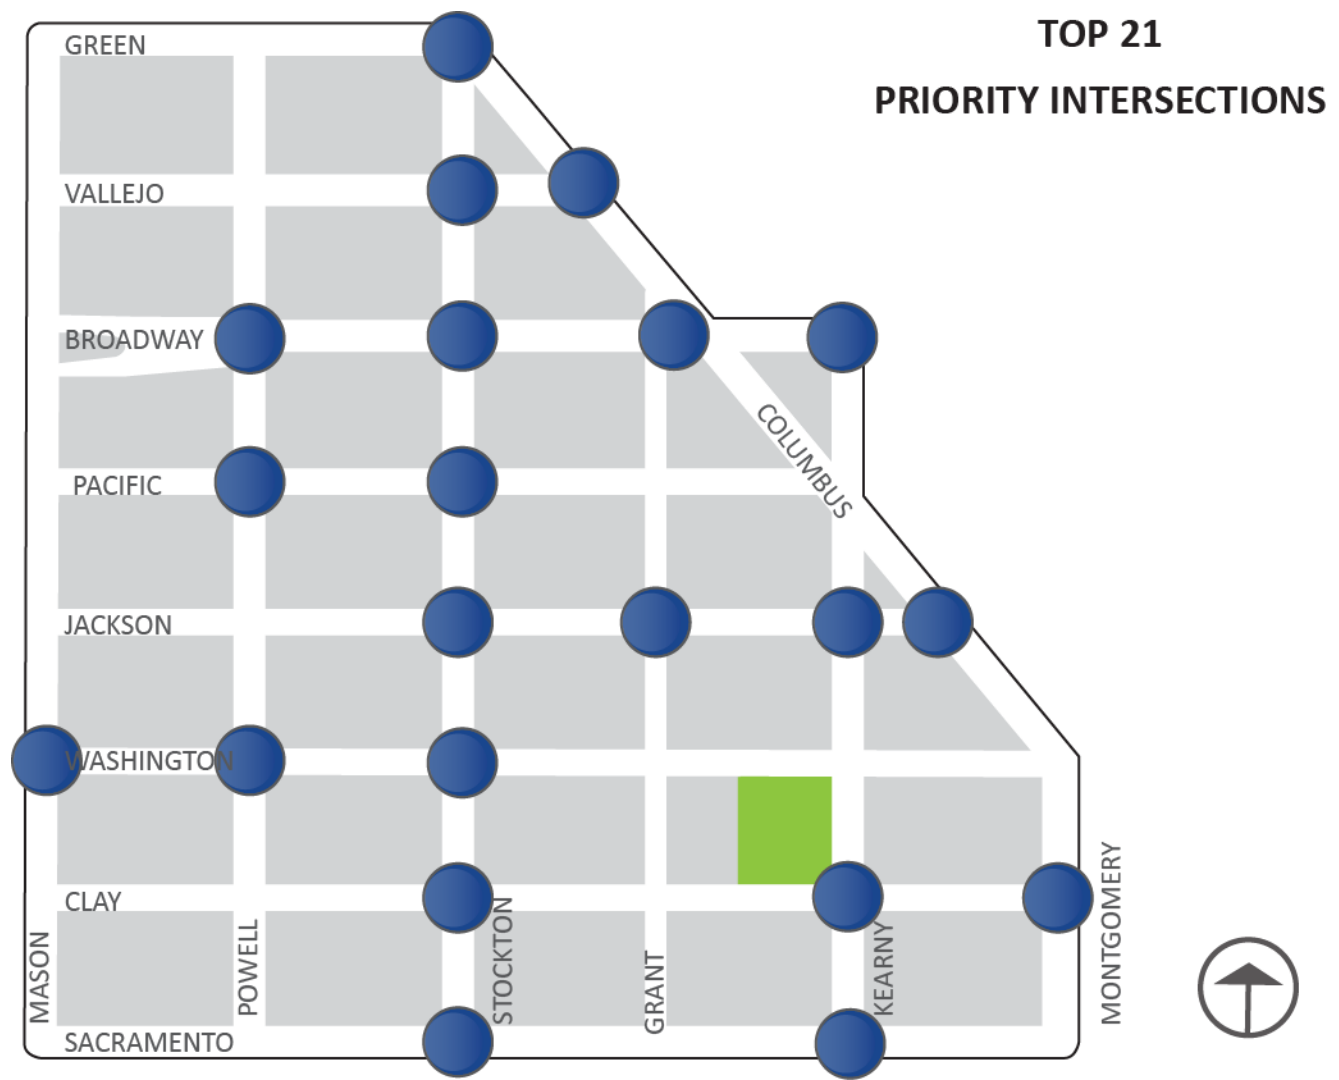 TOP 21
PRIORITY INTERSECTIONS
GREEN
VALLEJO
BROADWAY
COLUMBUS
PACIFIC
JACKSON
WASHINGTON
CLAY
MASON
POWELL
STOCKTON
GRANT
KEARNY
MONTGOMERY
SACRAMENTO